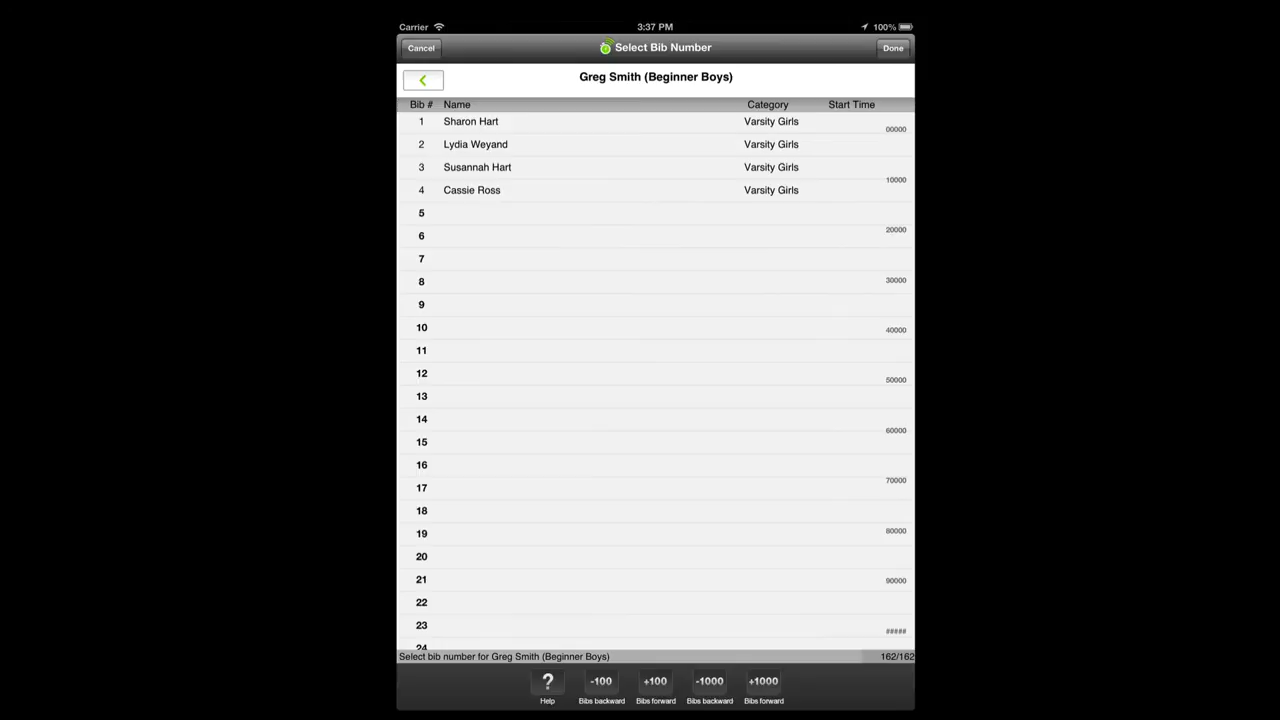 Carrier 3:37 PM 100%
Cancel Select Bib Number Done
Greg Smith (Beginner Boys)
Bib # Name Category Start Time
1 Sharon Hart Varsity Girls
00000
2 Lydia Weyand Varsity Girls
3 Susannah Hart Varsity Girls
10000
4 Cassie Ross Varsity Girls
5
20000
6
7
30000
8
9
40000
10
11
50000
12
13
14
60000
15
16
70000
17
18
80000
19
20
90000
21
22
23
#####
24
Select bib number for Greg Smith (Beginner Boys) 162/162
? -100 +100 -1000 +1000
Help Bibs backward Bibs forward Bibs backward Bibs forward